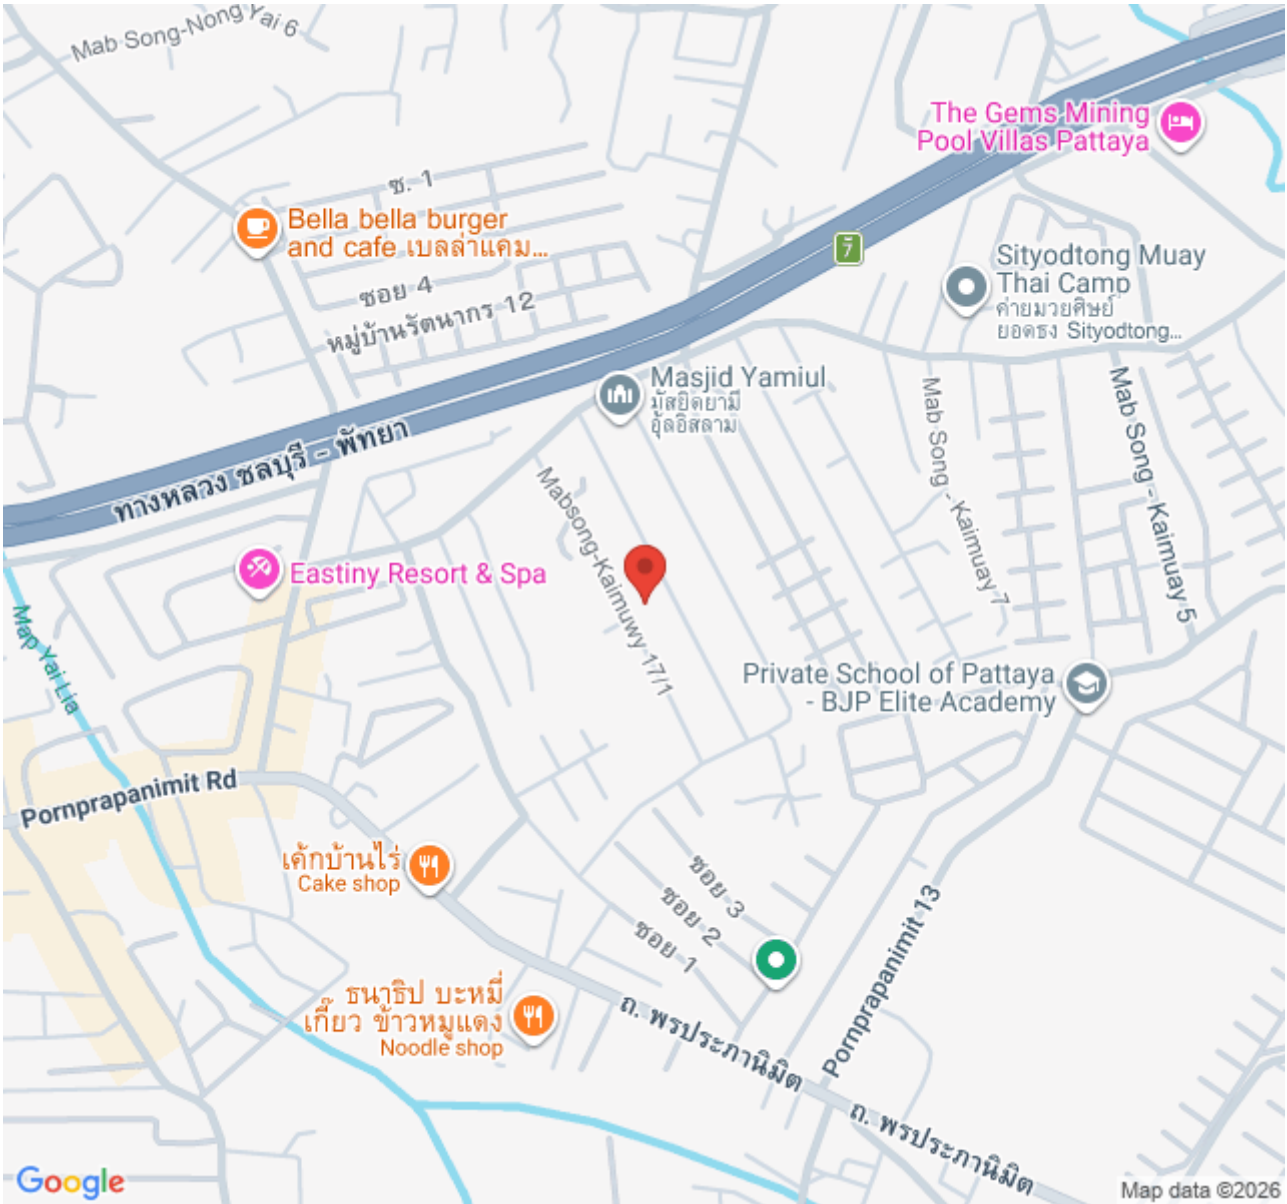 Mab Song-Nong Yai 6
The Gems Mining
Pool Villas Pattaya
ซ. 1
Bella bella burger
and cafe เบลล่าแคม...
7
Sityodtong Muay
Thai Camp
ค่ายมวยศิษย์
ยอดธง Sityodtong...
ซอย 4
หมู่บ้านรัตนากร 12
Masjid Yamiul
มัสยิดยามี
อุ้ลอิสลาม
Mab Song - Kaimuay 7
Mab Song - Kaimuay 5
ทางหลวง ชลบุรี - พัทยา
Mabsong-Kaimuwy 17/1
Eastiny Resort & Spa
Map Yai Lia
Private School of Pattaya
- BJP Elite Academy
Pornprapanimit Rd
เค้กบ้านไร่
Cake shop
ซอย 3
ซอย 2
ซอย 1
Pornprapanimit 13
ธนาธิป บะหมี่
เกี๊ยว ข้าวหมูแดง
Noodle shop
ถ. พรประภานิมิต
ถ. พรประภานิมิต
Google
Map data ©2026